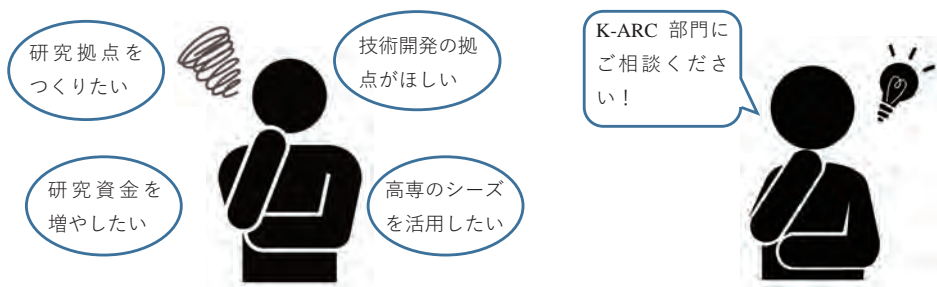 研究拠点を
つくりたい
技術開発の拠
点がほしい
研究資金を
増やしたい
高専のシーズ
を活用したい
K-ARC 部門に
ご相談くださ
い！